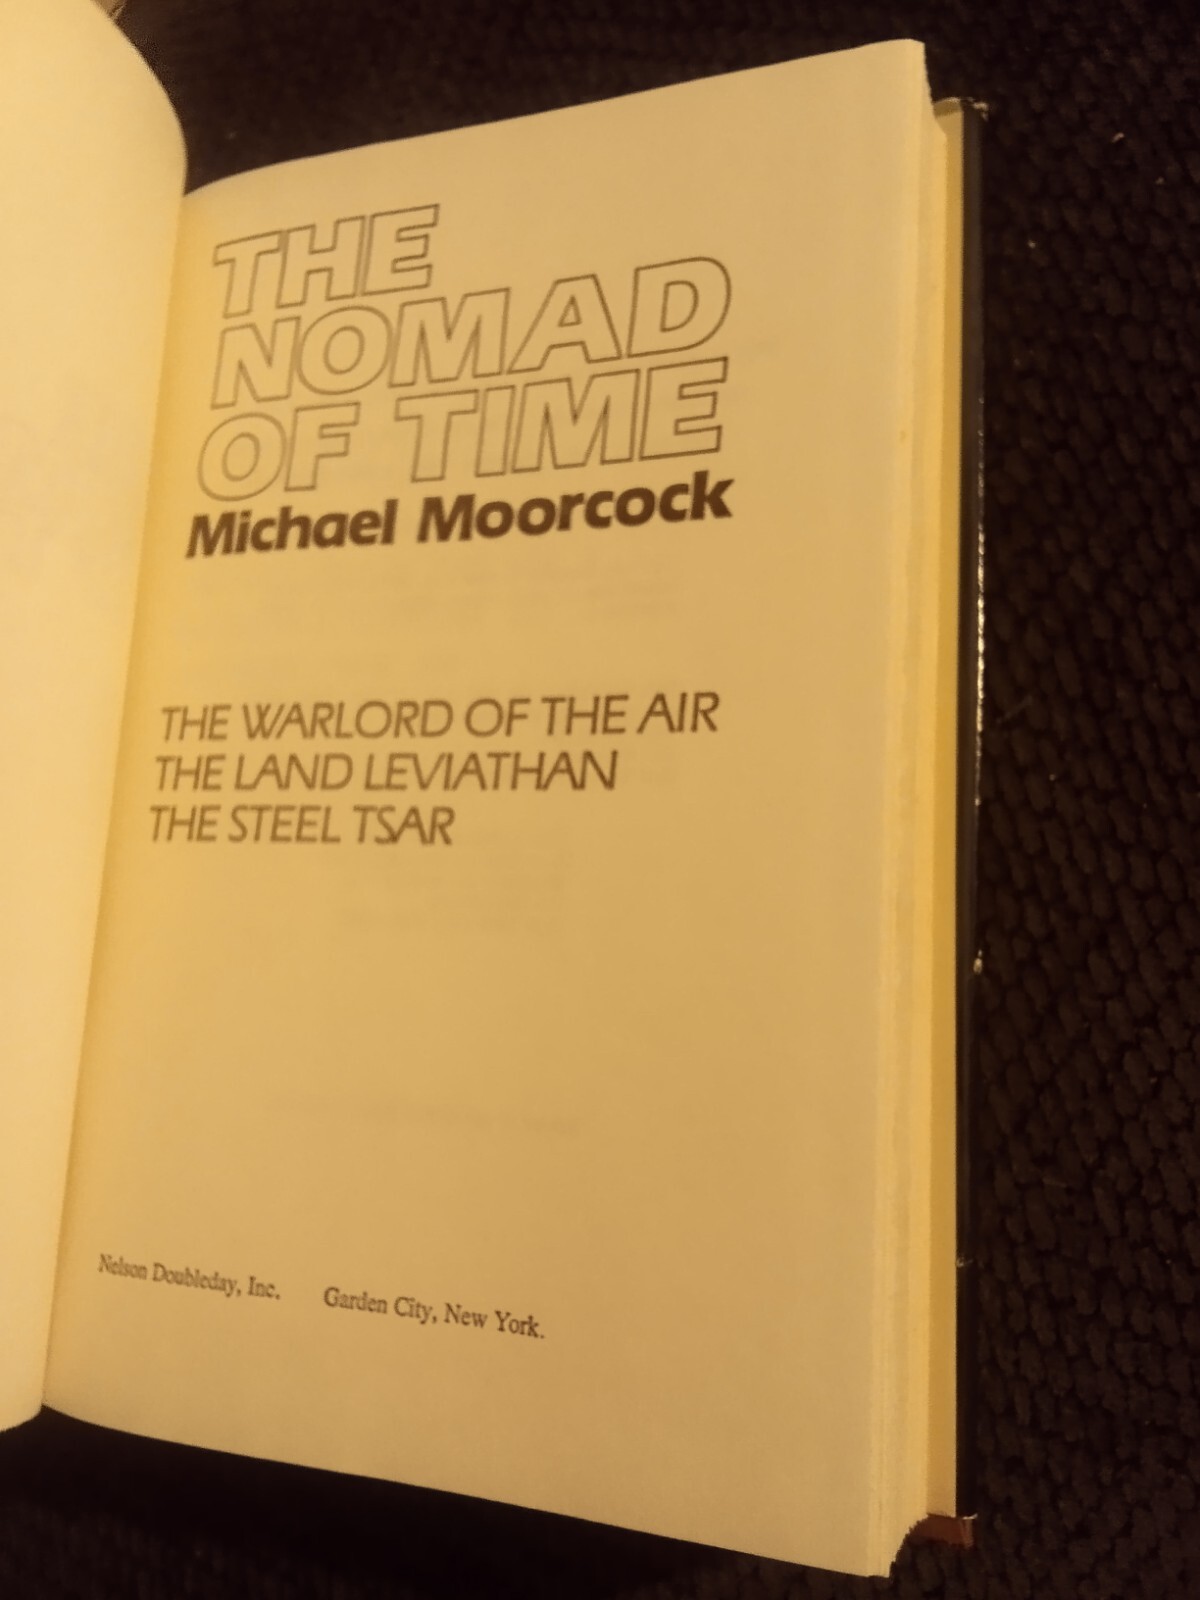 THE
NOMAD
OF TIME
Michael Moorcock
THE WARLORD OF THE AIR
THE LAND LEVIATHAN
THE STEEL TSAR
Nelson Doubleday, Inc. Garden City, New York.